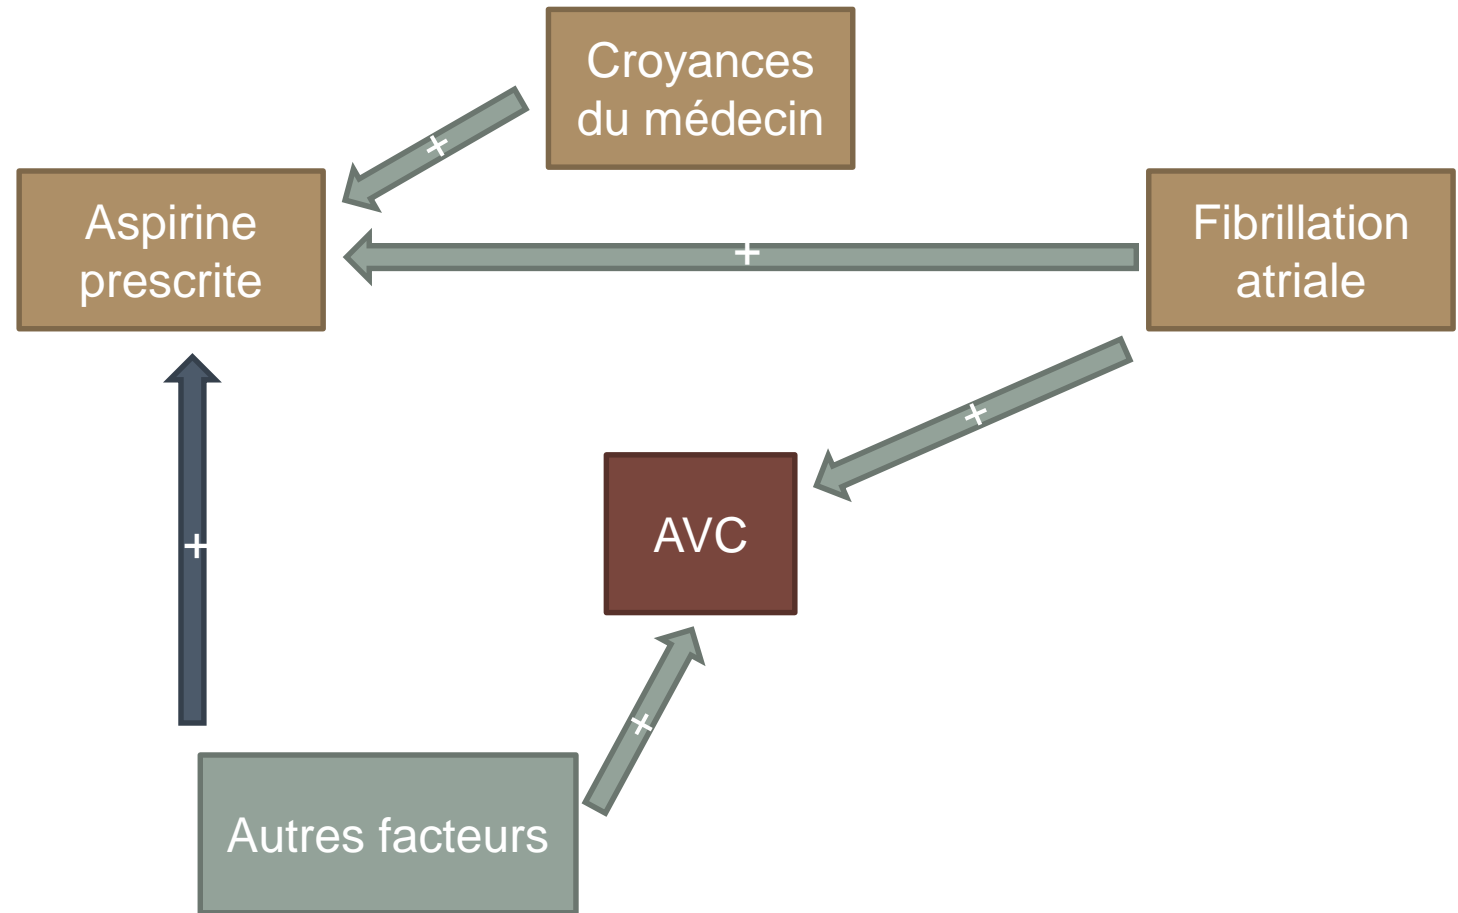 Croyances
du médecin
+
Aspirine
prescrite
+
Fibrillation
atriale
+
AVC
+
+
Autres facteurs